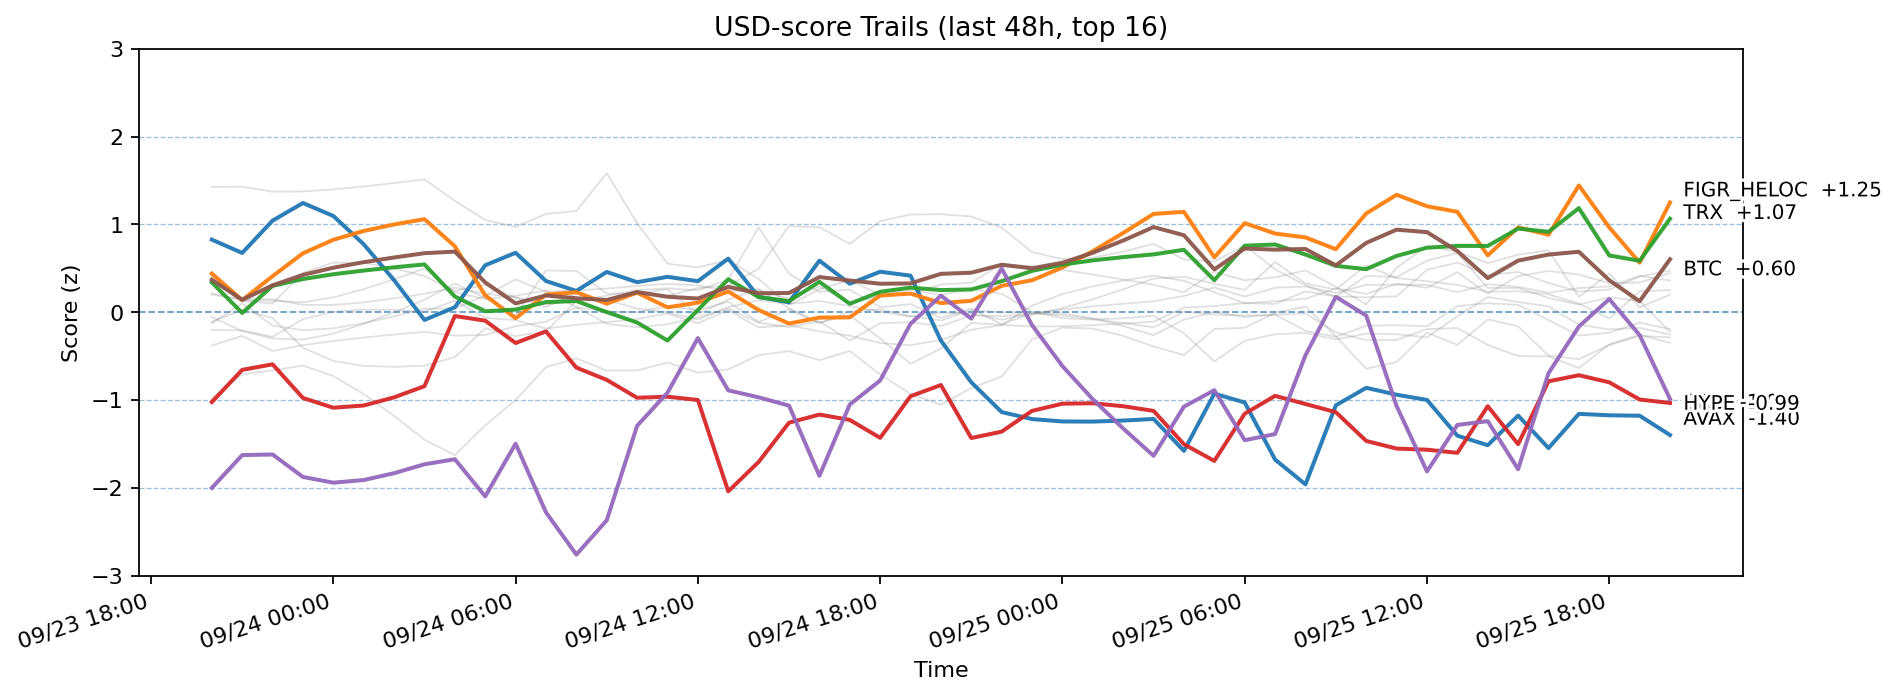 USD-score Trails (last 48h, top 16)
Score (z)
3
2
1
0
−1
−2
−3
FIGR_HELOC +1.25
TRX +1.07
BTC +0.60
HYPE -0.99
AVAX -1.40
09/23 18:00
09/24 00:00
09/24 06:00
09/24 12:00
09/24 18:00
09/25 00:00
09/25 06:00
09/25 12:00
09/25 18:00
Time